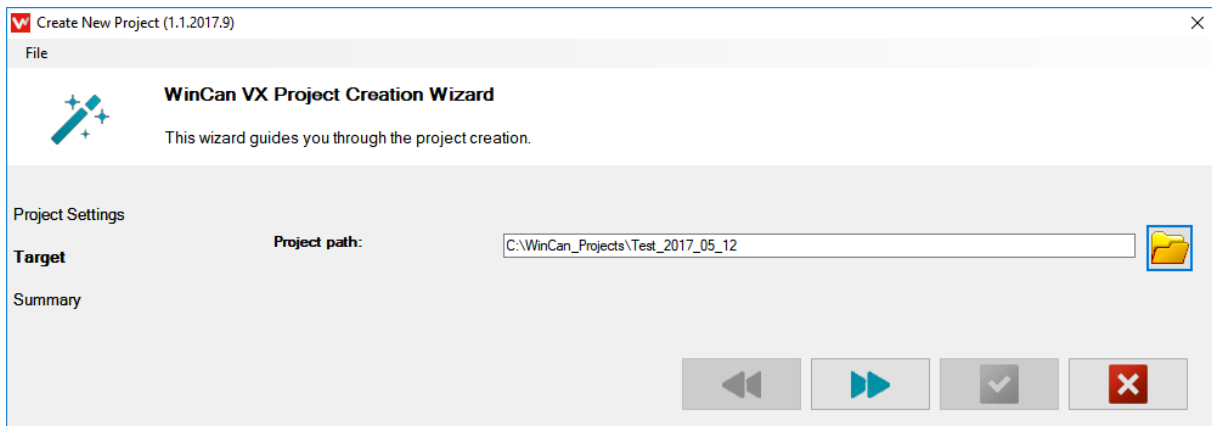 Create New Project (1.1.2017.9)
File
WinCan VX Project Creation Wizard
This wizard guides you through the project creation.
Project Settings
Project path:
C:\WinCan_Projects\Test_2017_05_12
Target
Summary